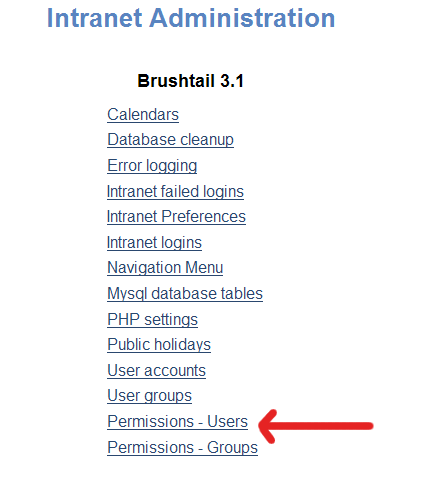 Intranet Administration
Brushtail 3.1
Calendars
Database cleanup
Error logging
Intranet failed logins
Intranet Preferences
Intranet logins
Navigation Menu
Mysql database tables
PHP settings
Public holidays
User accounts
User groups
Permissions - Users
Permissions - Groups